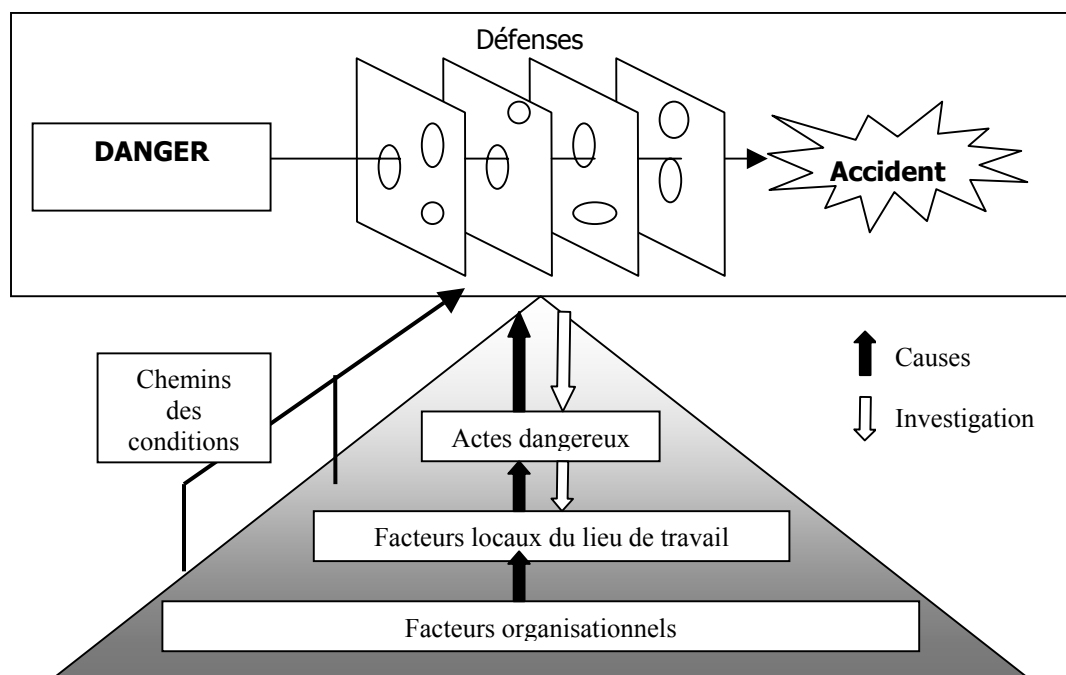 Défenses
DANGER
Accident
Chemins
des
conditions
Causes
Investigation
Actes dangereux
Facteurs locaux du lieu de travail
Facteurs organisationnels